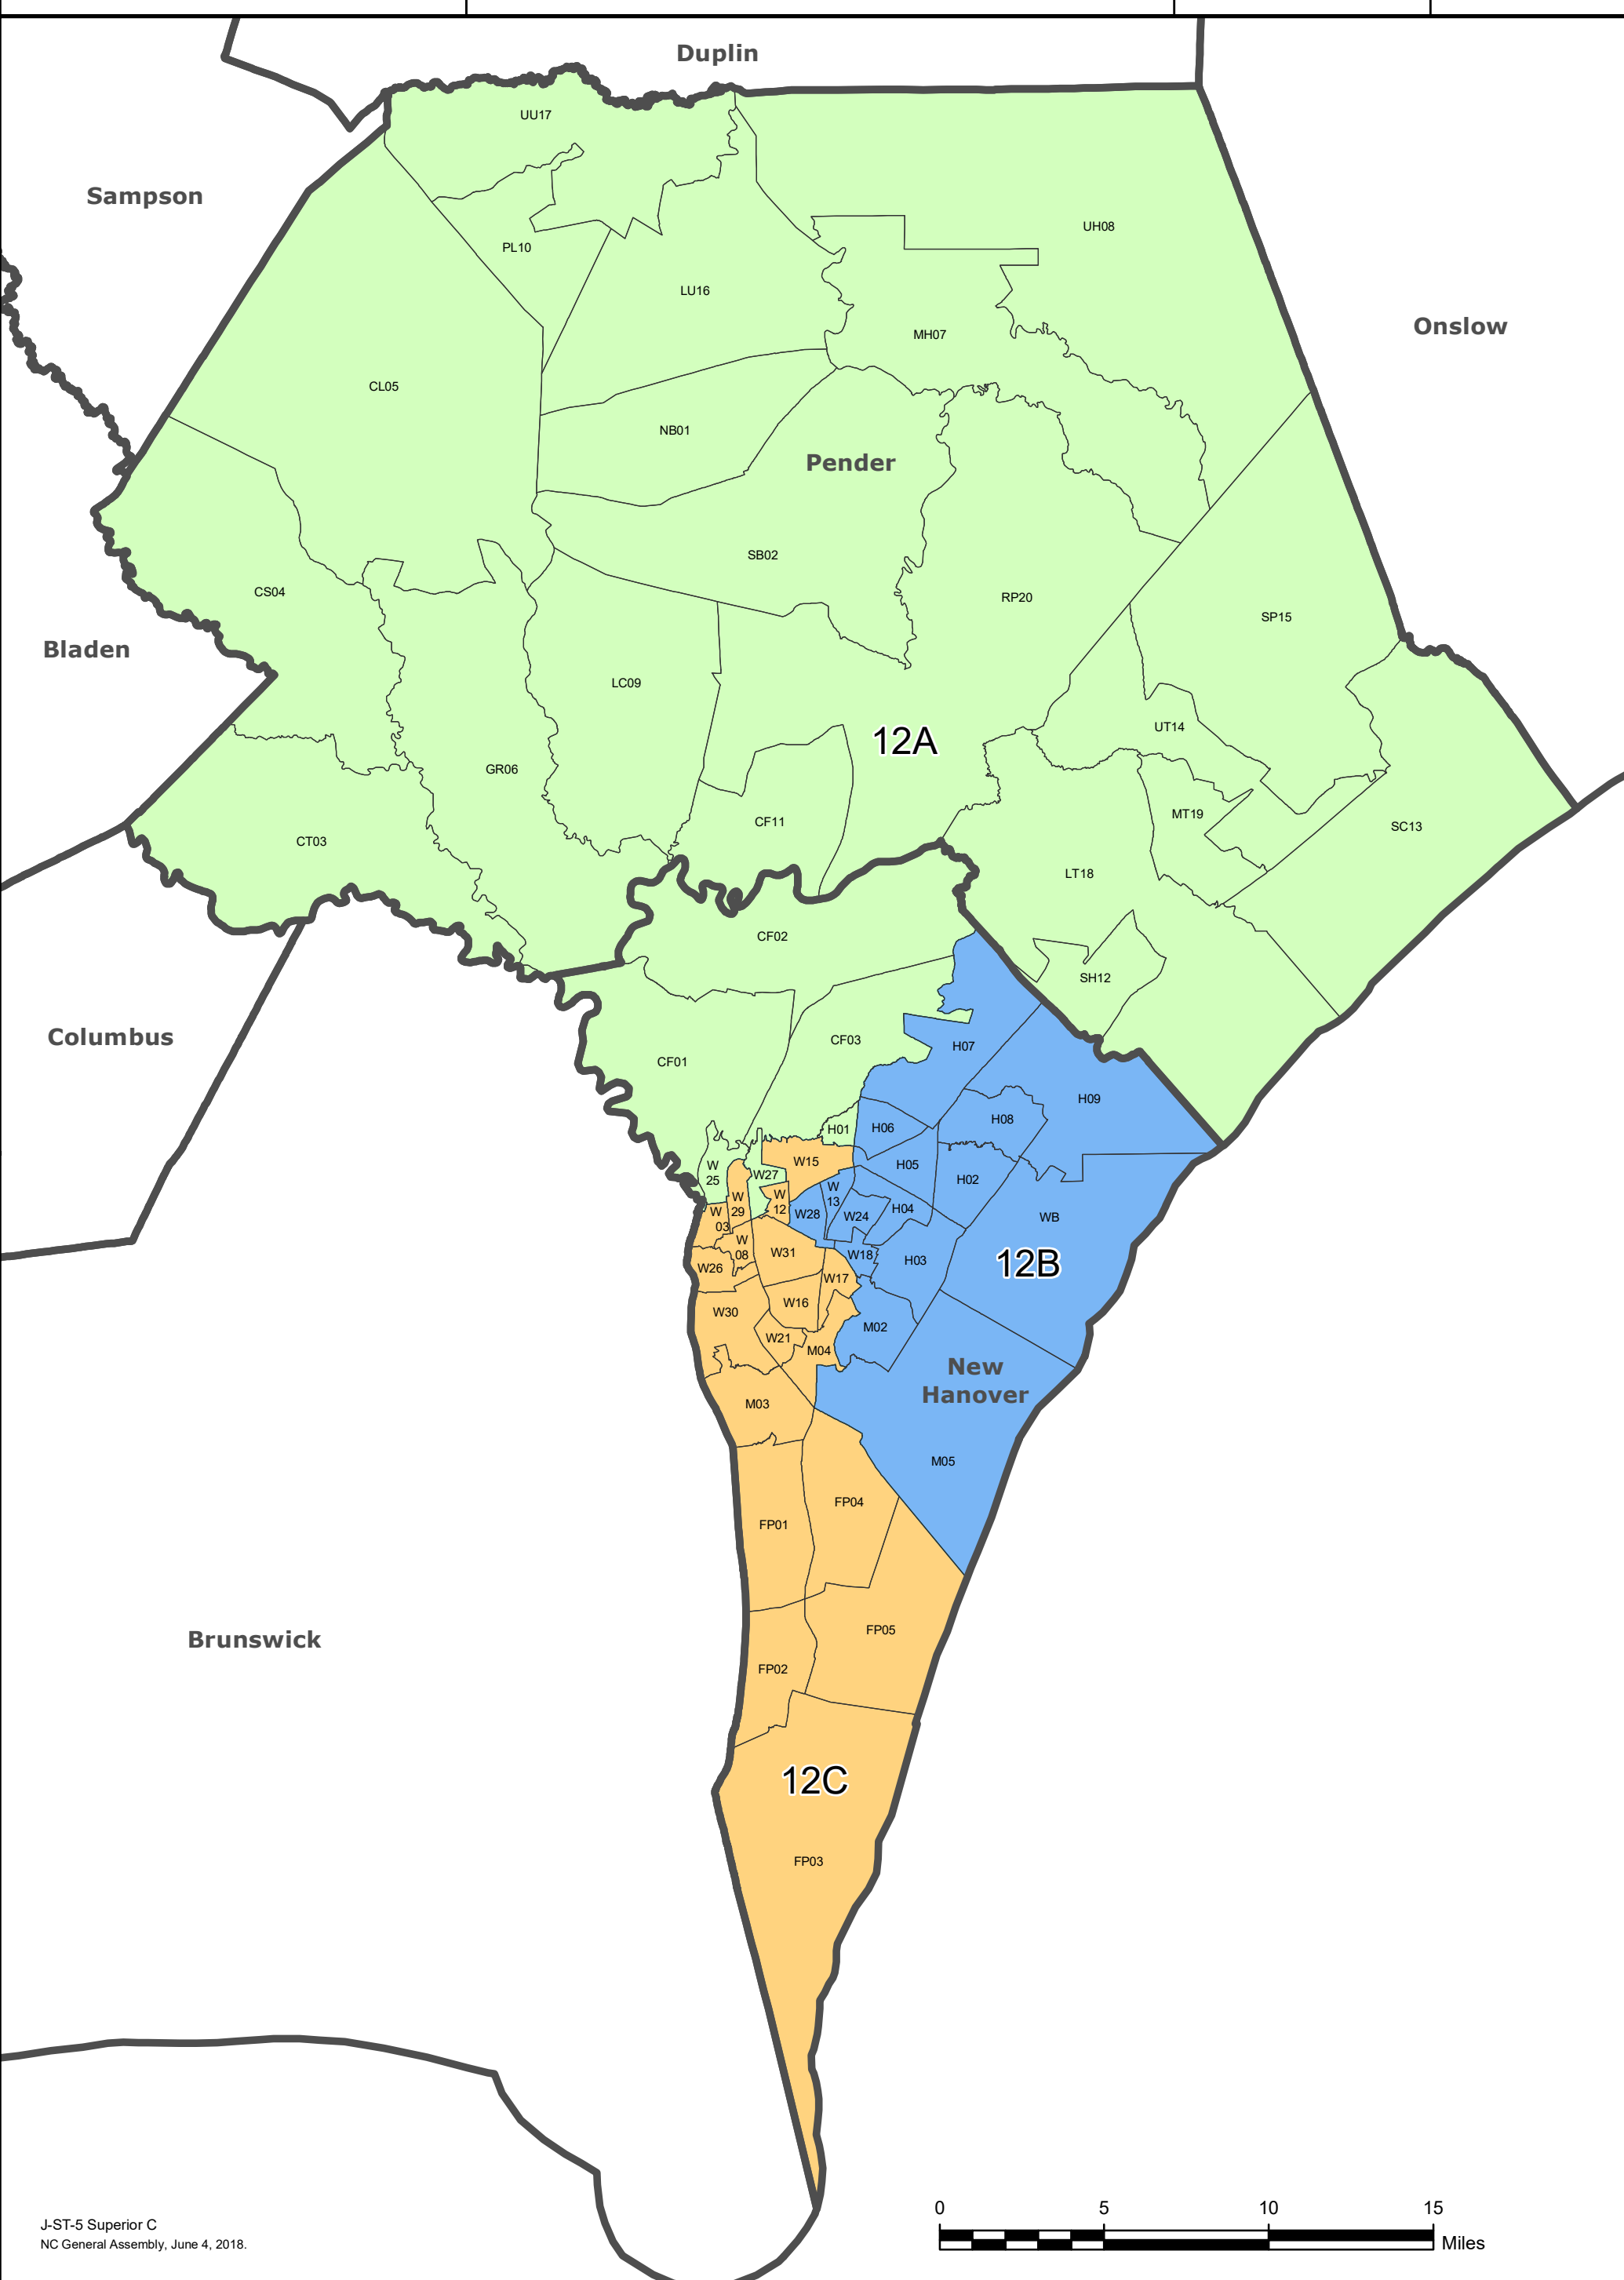 Duplin
UU17
Sampson
UH08
PL10
LU16
Onslow
MH07
CL05
NB01
Pender
SB02
CS04
RP20
SP15
Bladen
LC09
UT14
12A
GR06
MT19
CF11
SC13
CT03
LT18
CF02
SH12
Columbus
CF03
H07
CF01
H09
H08
H01
H06
W15
H05
W
25
W27
H02
W
13
W
29
W
12
H04
W
03
W28
W24
WB
W
08
W31
W18
H03
12B
W26
W17
W16
W30
M02
W21
M04
New
Hanover
M03
M05
FP04
FP01
FP05
Brunswick
FP02
12C
FP03
0 5 10 15
Miles
J-ST-5 Superior C
NC General Assembly, June 4, 2018.